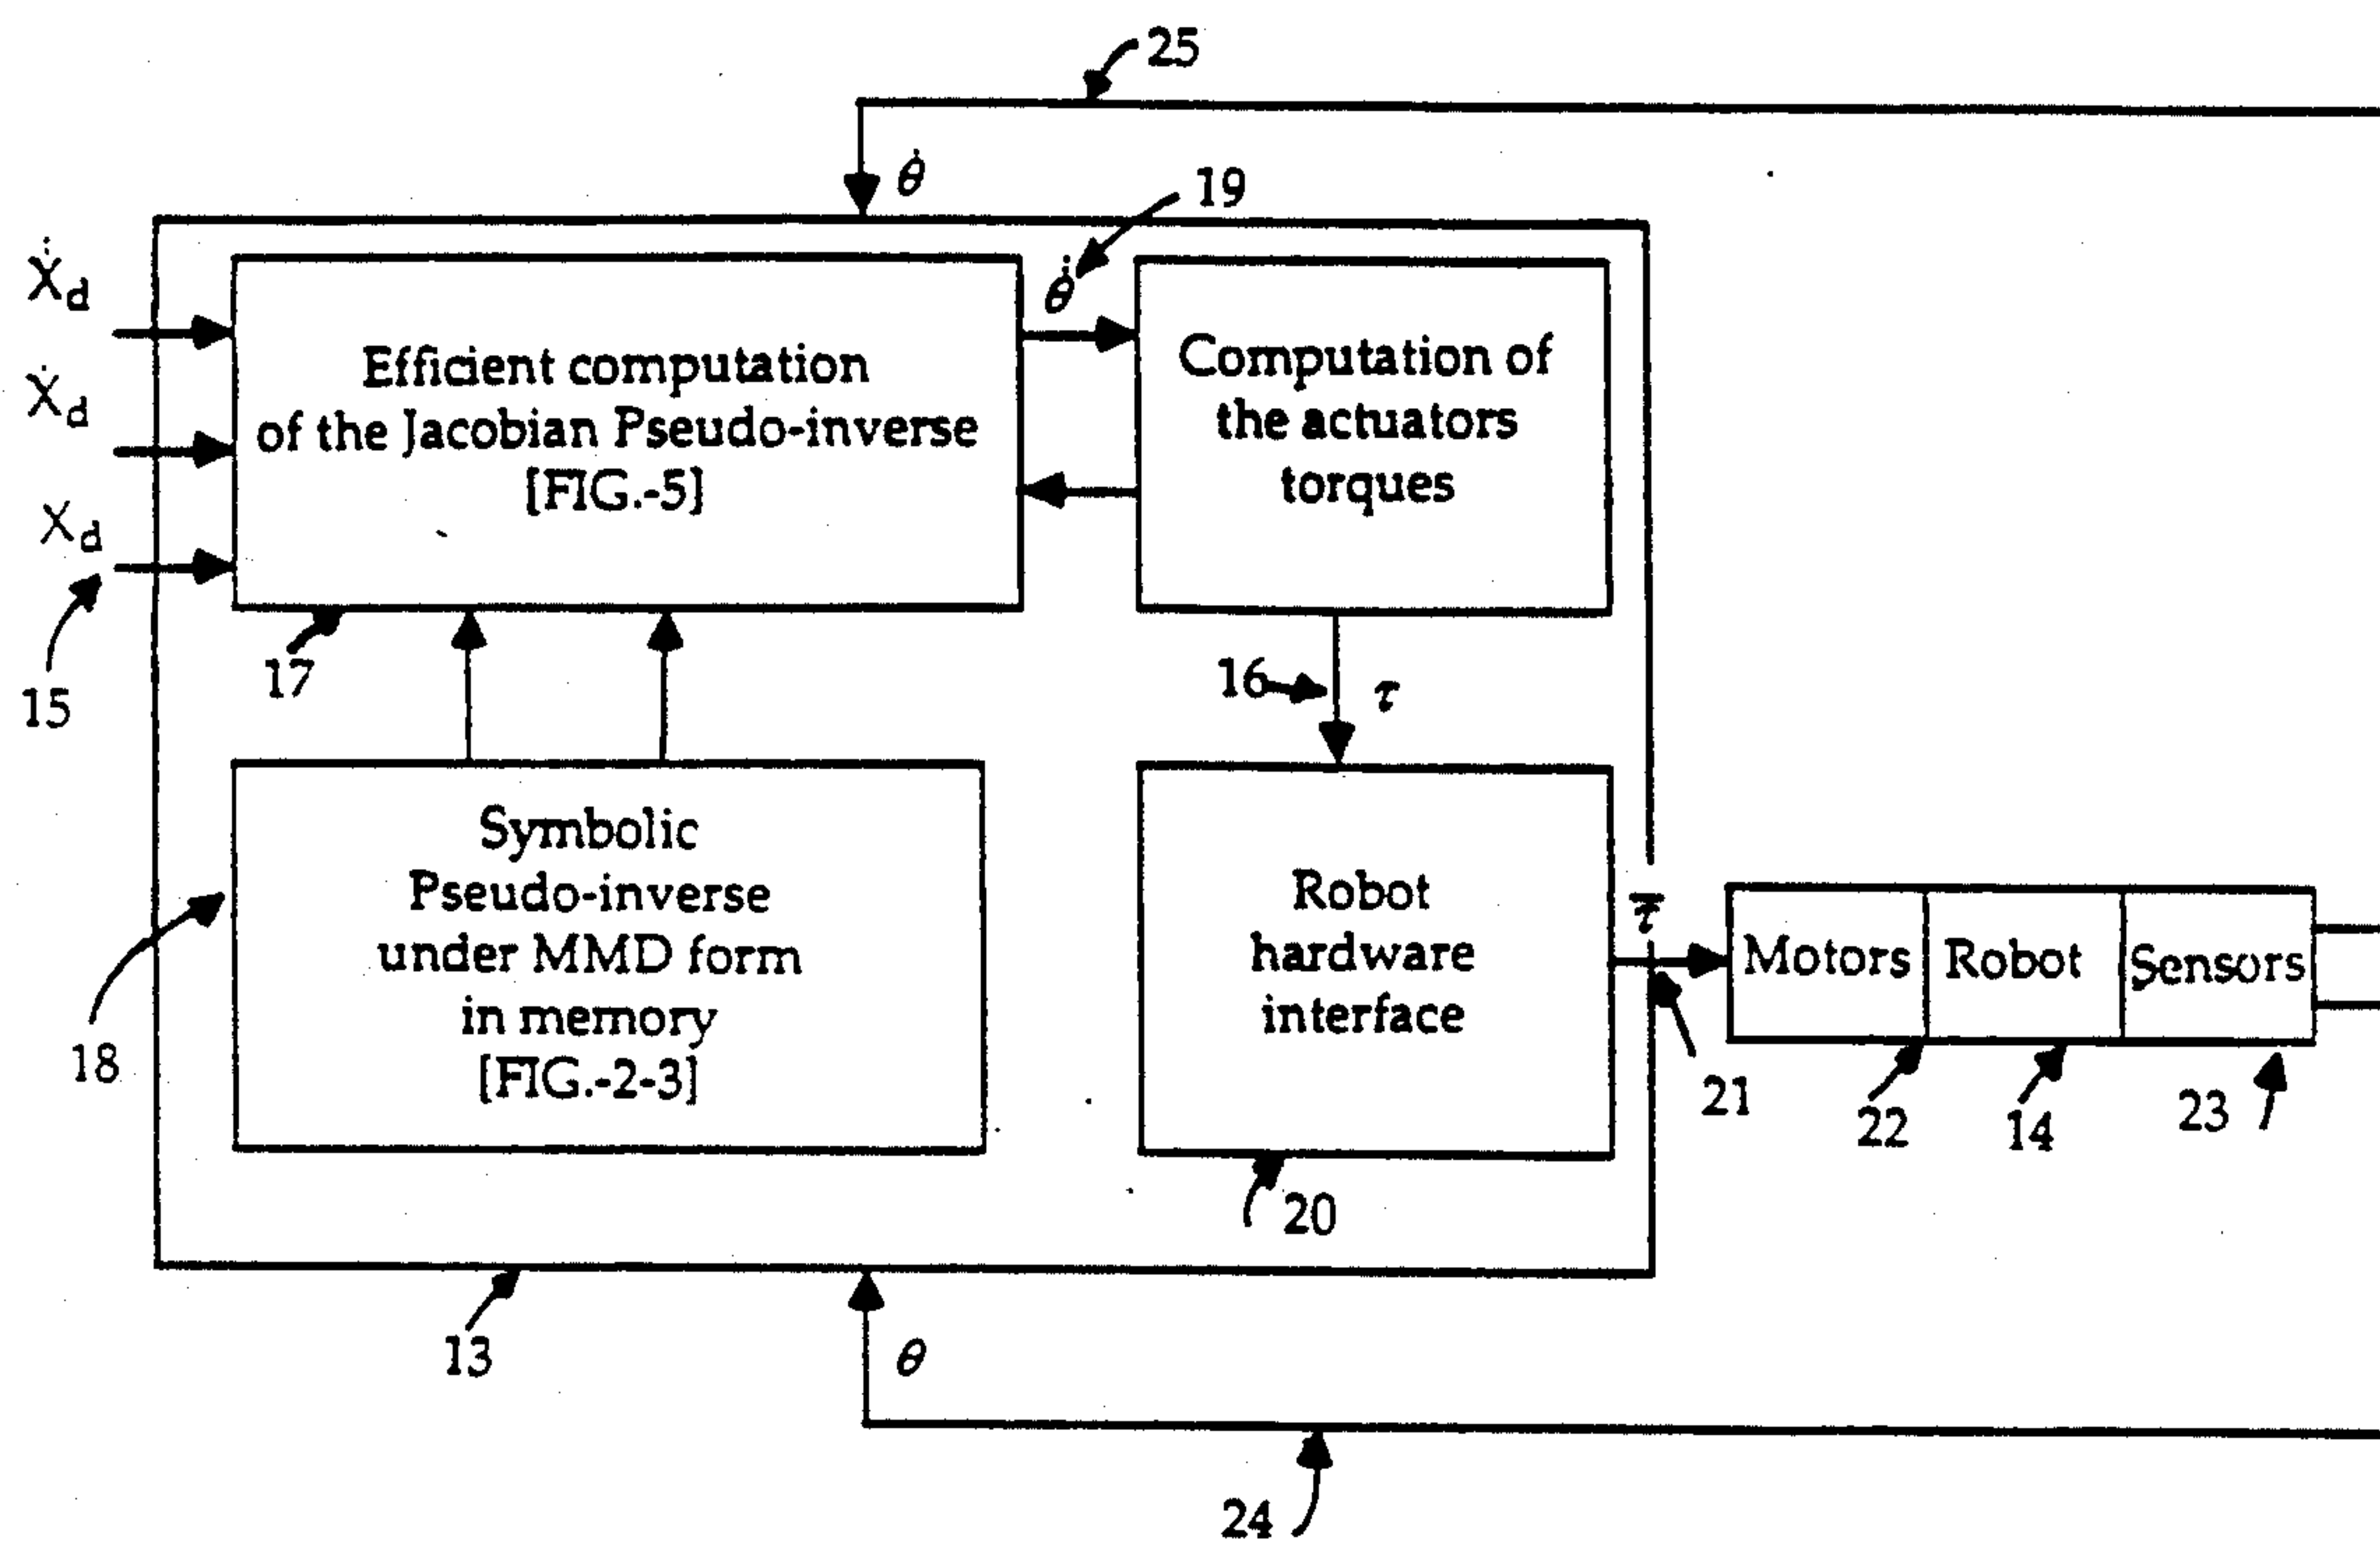 25
θ̇
19
Ẍd
θ̈
Efficient computation
of the Jacobian Pseudo-inverse
[FIG.-5]
Computation of
the actuators
torques
Ẋd
Xd
15
17
16
τ
Symbolic
Pseudo-inverse
under MMD form
in memory
[FIG.-2-3]
Robot
hardware
interface
τ̅
Motors
Robot
Sensors
18
21
22
14
23
20
13
θ
24